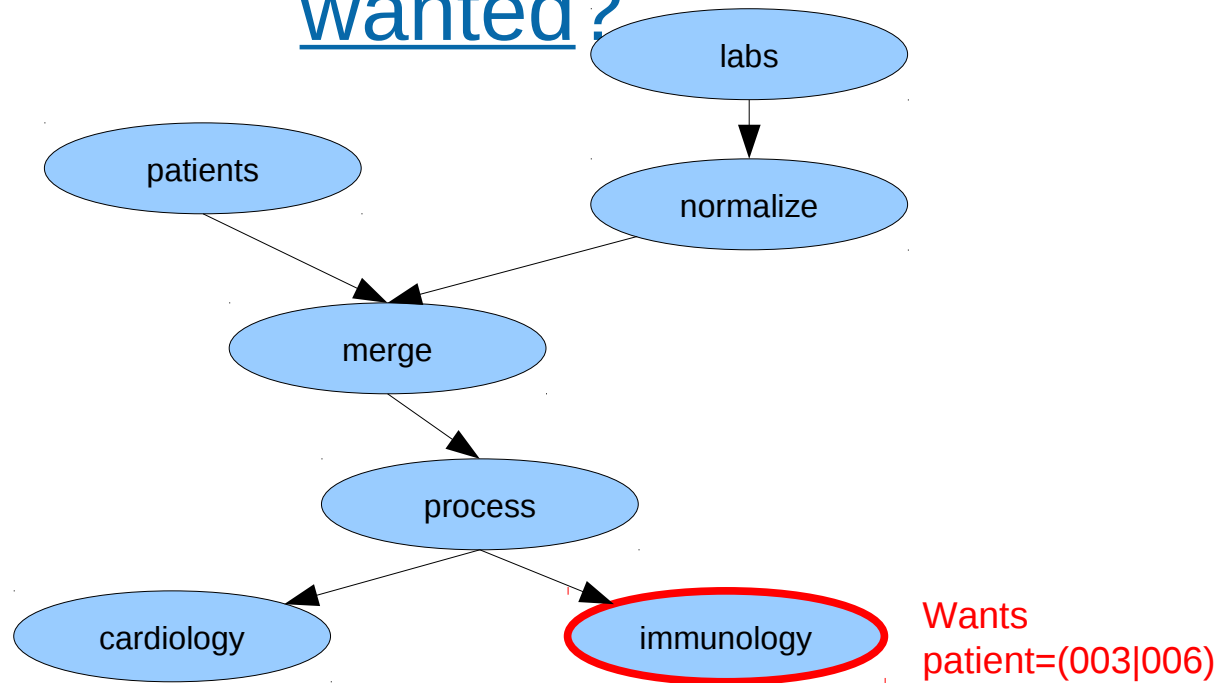 wanted?
labs
patients
normalize
merge
process
cardiology
immunology
Wants
patient=(003|006)